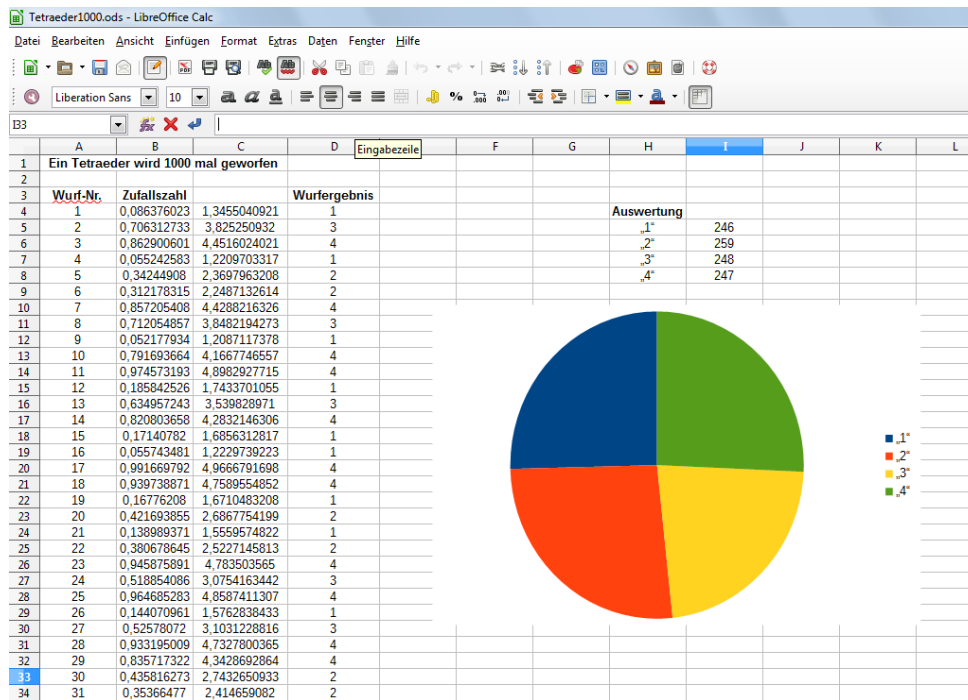 Tetraeder1000.ods - LibreOffice Calc
Datei Bearbeiten Ansicht Einfügen Format Extras Daten Fenster Hilfe
Liberation Sans 10
I33
Eingabezeile
A B C D F G H I J K L
1 Ein Tetraeder wird 1000 mal geworfen
2
3 Wurf-Nr. Zufallszahl Wurfergebnis
4 1 0,086376023 1,3455040921 1 Auswertung
5 2 0,706312733 3,825250932 3 „1“ 246
6 3 0,862900601 4,4516024021 4 „2“ 259
7 4 0,055242583 1,2209703317 1 „3“ 248
8 5 0,34244908 2,3697963208 2 „4“ 247
9 6 0,312178315 2,2487132614 2
10 7 0,857205408 4,4288216326 4
11 8 0,712054857 3,8482194273 3
12 9 0,052177934 1,2087117378 1
13 10 0,791693664 4,1667746557 4
14 11 0,974573193 4,8982927715 4
15 12 0,185842526 1,7433701055 1
16 13 0,634957243 3,539828971 3
17 14 0,820803658 4,2832146306 4
18 15 0,17140782 1,6856312817 1 „1“
19 16 0,055743481 1,2229739223 1 „2“
20 17 0,991669792 4,9666791698 4 „3“
21 18 0,939738871 4,7589554852 4 „4“
22 19 0,16776208 1,6710483208 1
23 20 0,421693855 2,6867754199 2
24 21 0,138989371 1,5559574822 1
25 22 0,380678645 2,5227145813 2
26 23 0,945875891 4,783503565 4
27 24 0,518854086 3,0754163442 3
28 25 0,964685283 4,8587411307 4
29 26 0,144070961 1,5762838433 1
30 27 0,52578072 3,1031228816 3
31 28 0,933195009 4,7327800365 4
32 29 0,835717322 4,3428692864 4
33 30 0,435816273 2,7432650933 2
34 31 0,35366477 2,414659082 2